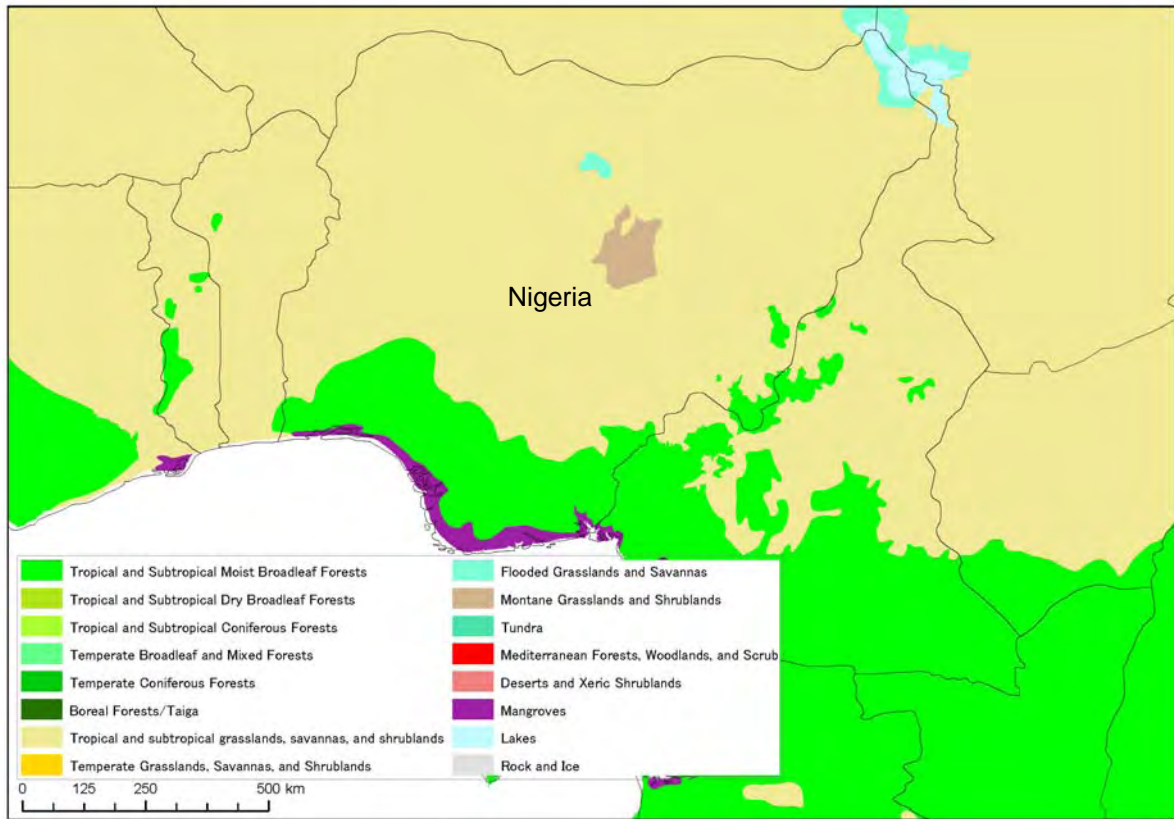 Nigeria
Tropical and Subtropical Moist Broadleaf Forests
Tropical and Subtropical Dry Broadleaf Forests
Tropical and Subtropical Coniferous Forests
Temperate Broadleaf and Mixed Forests
Temperate Coniferous Forests
Boreal Forests/Taiga
Tropical and subtropical grasslands, savannas, and shrublands
Temperate Grasslands, Savannas, and Shrublands
Flooded Grasslands and Savannas
Montane Grasslands and Shrublands
Tundra
Mediterranean Forests, Woodlands, and Scrub
Deserts and Xeric Shrublands
Mangroves
Lakes
Rock and Ice
0 125 250 500 km